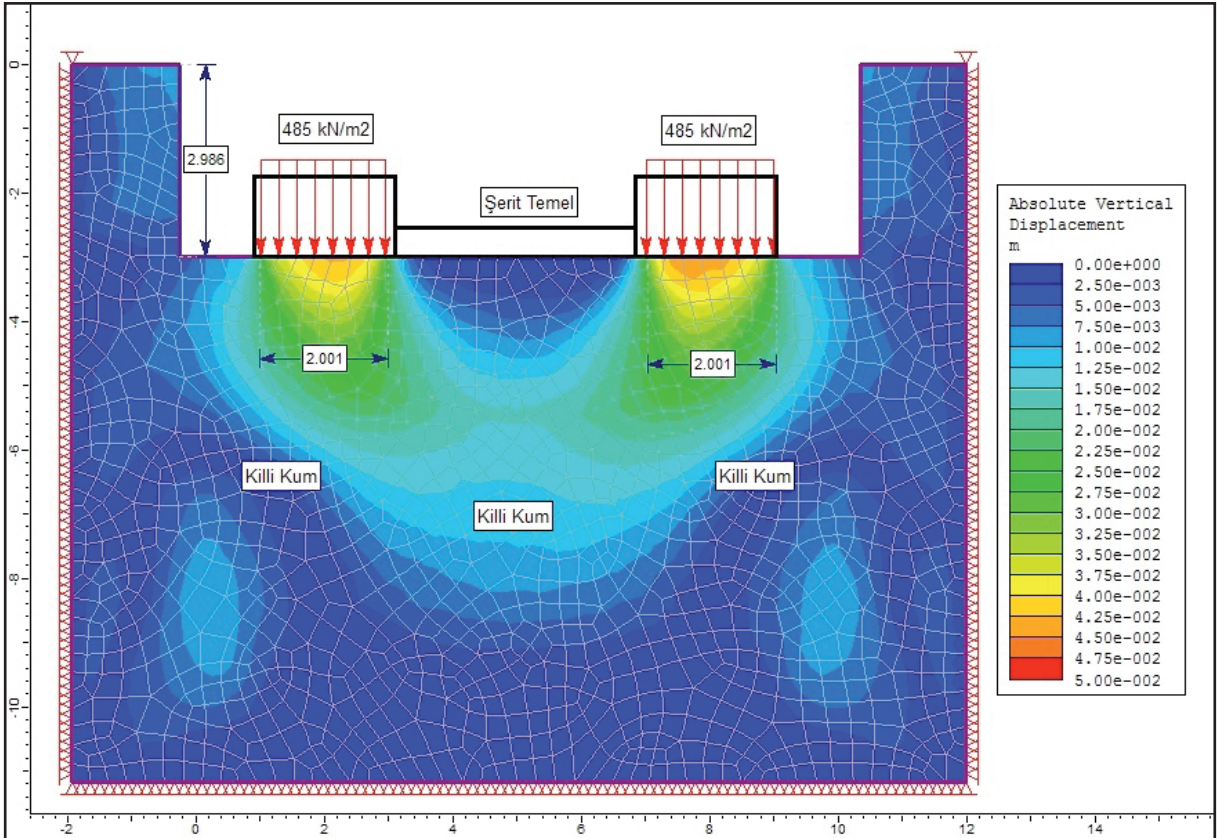 485 kN/m2
485 kN/m2
2.986
Şerit Temel
2.001
2.001
Killi Kum
Killi Kum
Killi Kum
Absolute Vertical
Displacement
m
0.00e+000
2.50e-003
5.00e-003
7.50e-003
1.00e-002
1.25e-002
1.50e-002
1.75e-002
2.00e-002
2.25e-002
2.50e-002
2.75e-002
3.00e-002
3.25e-002
3.50e-002
3.75e-002
4.00e-002
4.25e-002
4.50e-002
4.75e-002
5.00e-002
0
-2
-4
-6
-8
-10
-2
0
2
4
6
8
10
12
14